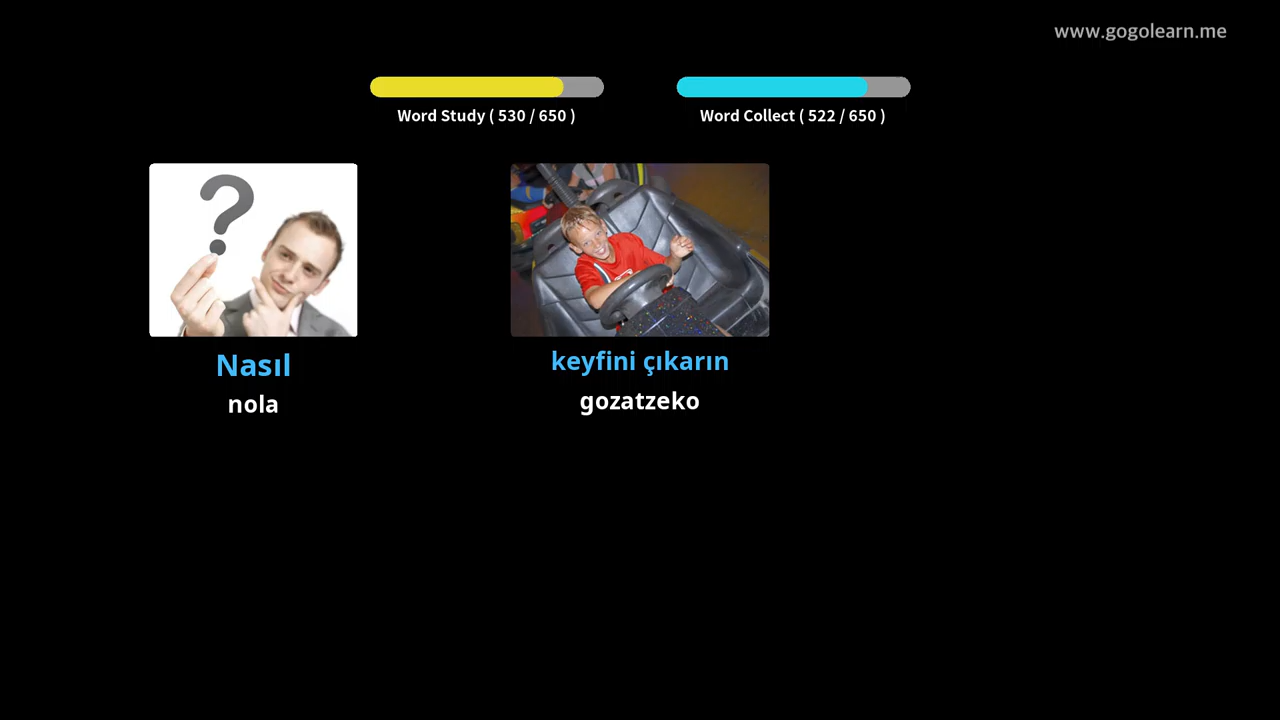 www.gogolearn.me
Word Study ( 530 / 650 )
Word Collect ( 522 / 650 )
Nasıl
nola
keyfini çıkarın
gozatzeko